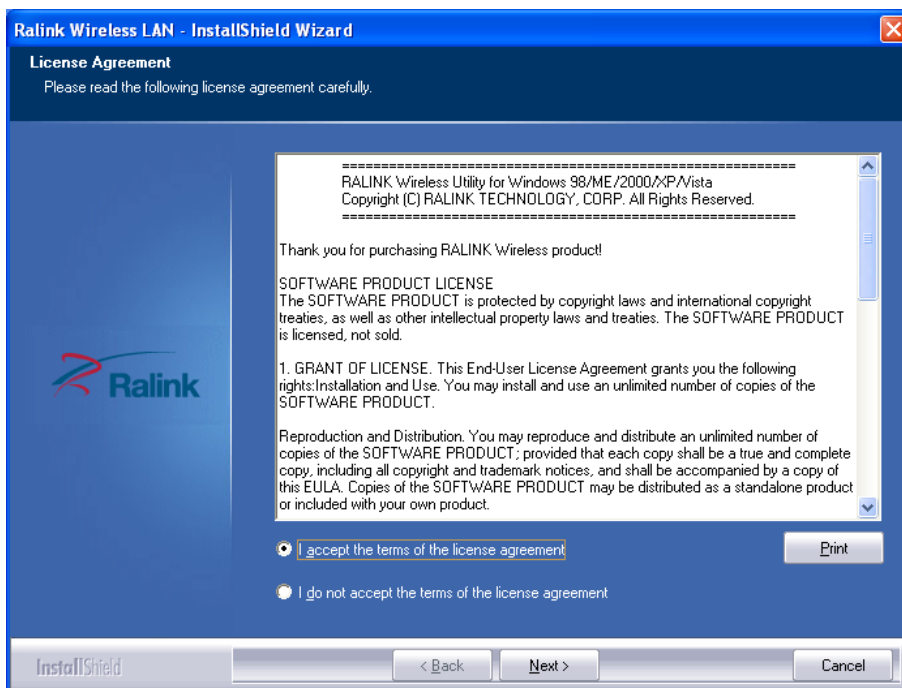 Ralink Wireless LAN - InstallShield Wizard
License Agreement
Please read the following license agreement carefully.
=========================================================
RALINK Wireless Utility for Windows 98/ME/2000/XP/Vista
Copyright (C) RALINK TECHNOLOGY, CORP. All Rights Reserved.
=========================================================
Thank you for purchasing RALINK Wireless product!
SOFTWARE PRODUCT LICENSE
The SOFTWARE PRODUCT is protected by copyright laws and international copyright
treaties, as well as other intellectual property laws and treaties. The SOFTWARE PRODUCT
is licensed, not sold.
1. GRANT OF LICENSE. This End-User License Agreement grants you the following
rights:Installation and Use. You may install and use an unlimited number of copies of the
SOFTWARE PRODUCT.
Reproduction and Distribution. You may reproduce and distribute an unlimited number of
copies of the SOFTWARE PRODUCT; provided that each copy shall be a true and complete
copy, including all copyright and trademark notices, and shall be accompanied by a copy of
this EULA. Copies of the SOFTWARE PRODUCT may be distributed as a standalone product
or included with your own product.
Ralink
I accept the terms of the license agreement
Print
I do not accept the terms of the license agreement
InstallShield
< Back
Next >
Cancel